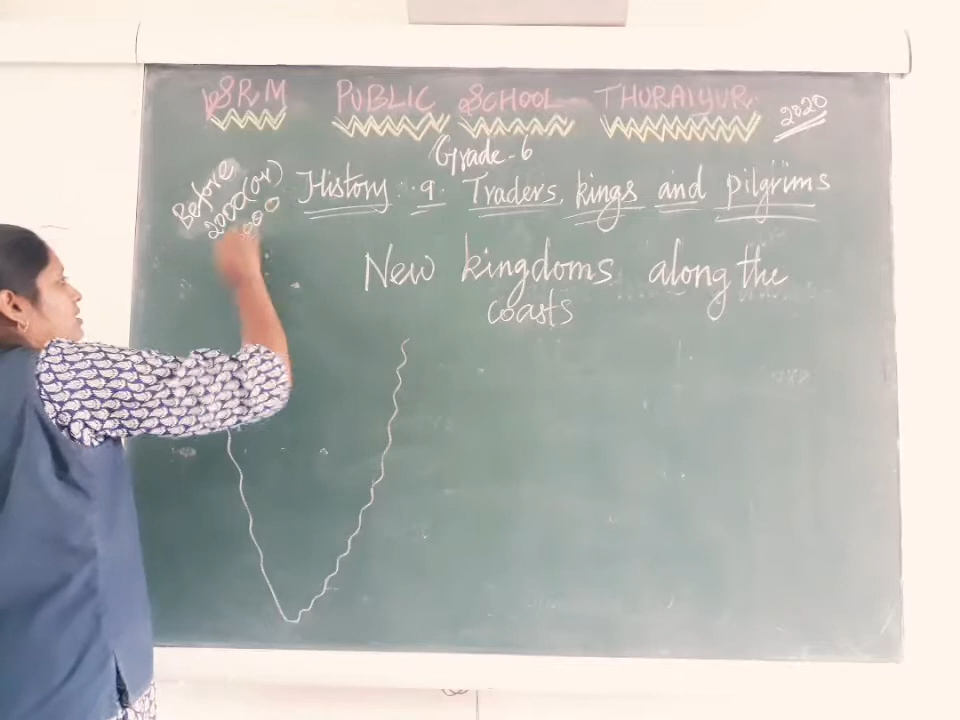 SRM PUBLIC SCHOOL THURAIYUR 2020
Grade-6
Before
2000(or)
History : 9. Traders, kings and pilgrims
New kingdoms along the
coasts